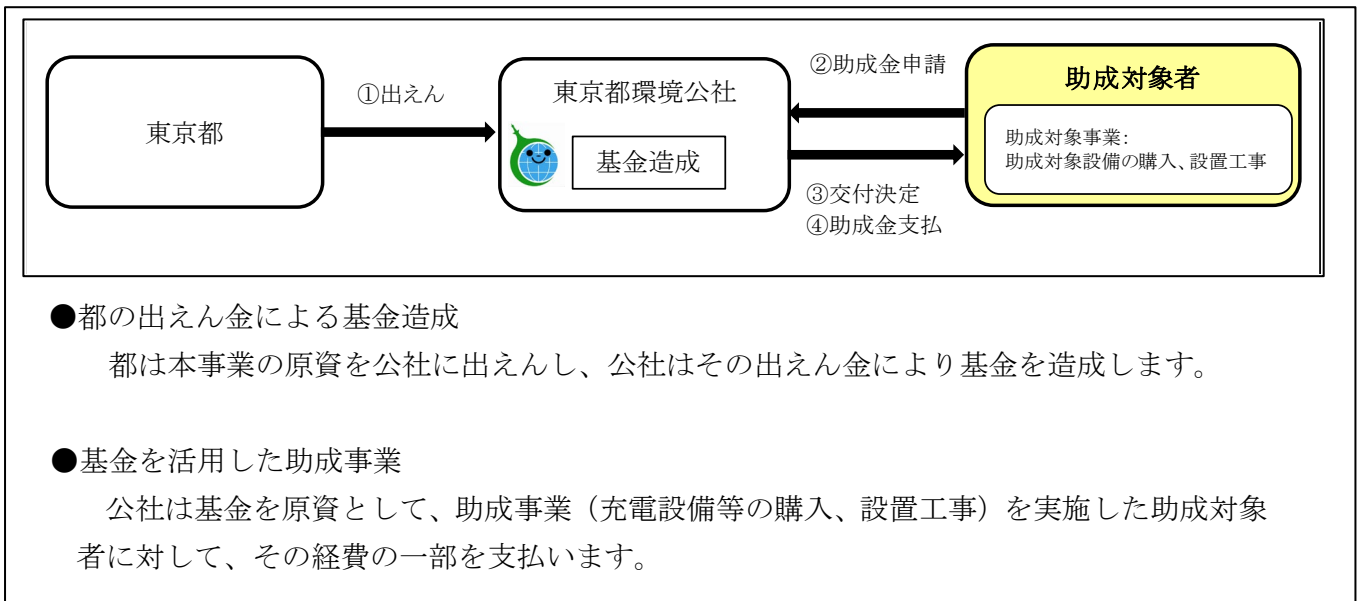 東京都
①出えん
東京都環境公社
基金造成
②助成金申請
③交付決定
④助成金支払
助成対象者
助成対象事業:
助成対象設備の購入、設置工事
●都の出えん金による基金造成
都は本事業の原資を公社に出えんし、公社はその出えん金により基金を造成します。
●基金を活用した助成事業
公社は基金を原資として、助成事業（充電設備等の購入、設置工事）を実施した助成対象
者に対して、その経費の一部を支払います。